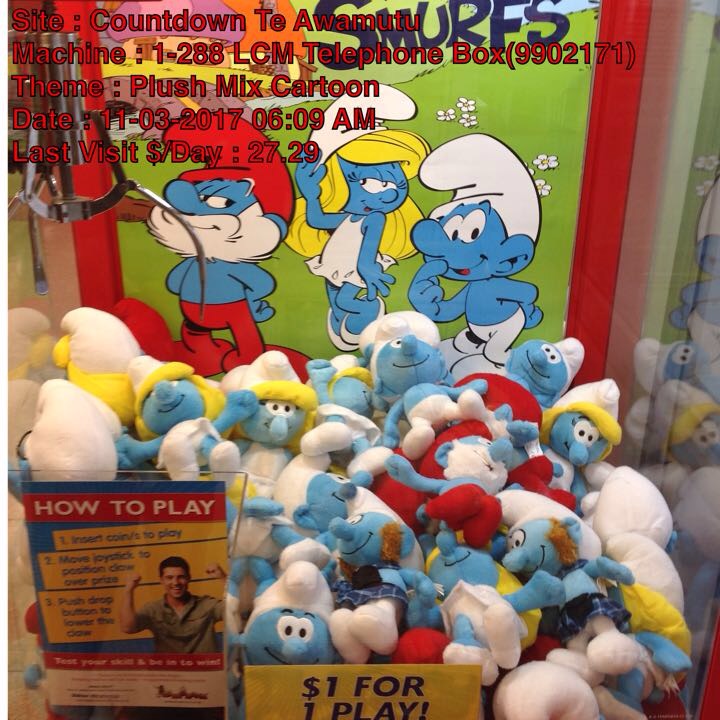 SMURFS
Site : Countdown Te Awamutu
Machine : 1-288 LCM Telephone Box(9902171)
Theme : Plush Mix Cartoon
Date : 11-03-2017 06:09 AM
Last Visit $/Day : 27.29
HOW TO PLAY
1. Insert coin/s to play
2. Move joystick to
position claw
over prize
3. Push drop
button to
lower the
claw
Test your skill & be in to win!
$1 FOR
1 PLAY!